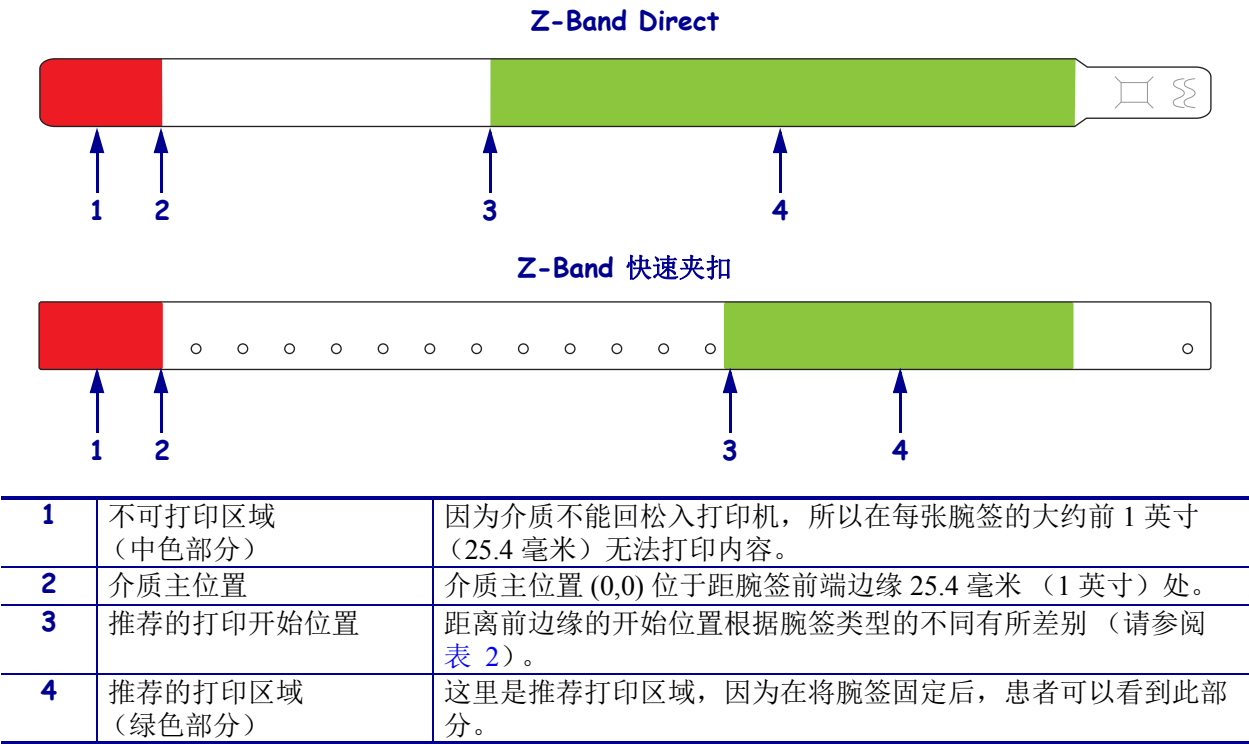 Z-Band Direct
1 2 3 4
Z-Band 快速夹扣
1 2 3 4
1 不可打印区域 因为介质不能回松入打印机，所以在每张腕签的大约前 1 英寸
（中色部分） （25.4 毫米）无法打印内容。
2 介质主位置 介质主位置 (0,0) 位于距腕签前端边缘 25.4 毫米 （1 英寸）处。
3 推荐的打印开始位置 距离前边缘的开始位置根据腕签类型的不同有所差别 （请参阅
表 2）。
4 推荐的打印区域 这里是推荐打印区域，因为在将腕签固定后，患者可以看到此部
（绿色部分） 分。